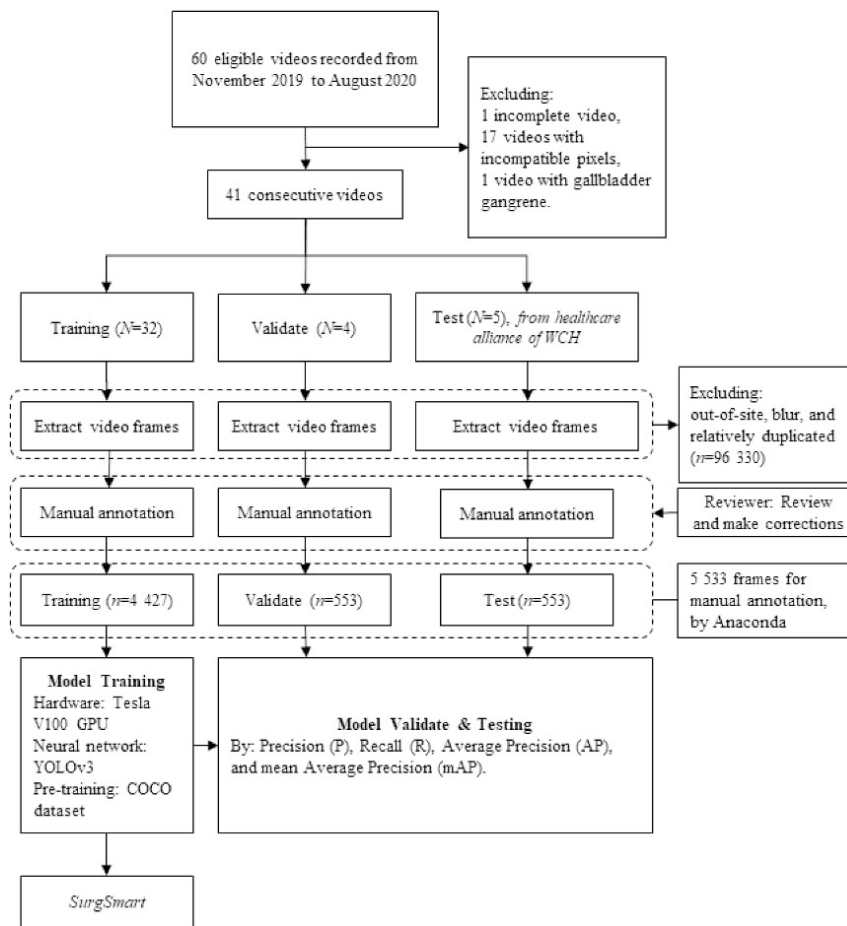 60 eligible videos recorded from
November 2019 to August 2020
Excluding:
1 incomplete video,
17 videos with
incompatible pixels,
1 video with gallbladder
gangrene.
41 consecutive videos
Training (N=32)
Validate (N=4)
Test (N=5), from healthcare
alliance of WCH
Extract video frames
Extract video frames
Extract video frames
Excluding:
out-of-site, blur, and
relatively duplicated
(n=96 330)
Manual annotation
Manual annotation
Manual annotation
Reviewer: Review
and make corrections
Training (n=4 427)
Validate (n=553)
Test (n=553)
5 533 frames for
manual annotation,
by Anaconda
Model Training
Hardware: Tesla
V100 GPU
Neural network:
YOLOv3
Pre-training: COCO
dataset
Model Validate & Testing
By: Precision (P), Recall (R), Average Precision (AP),
and mean Average Precision (mAP).
SurgSmart